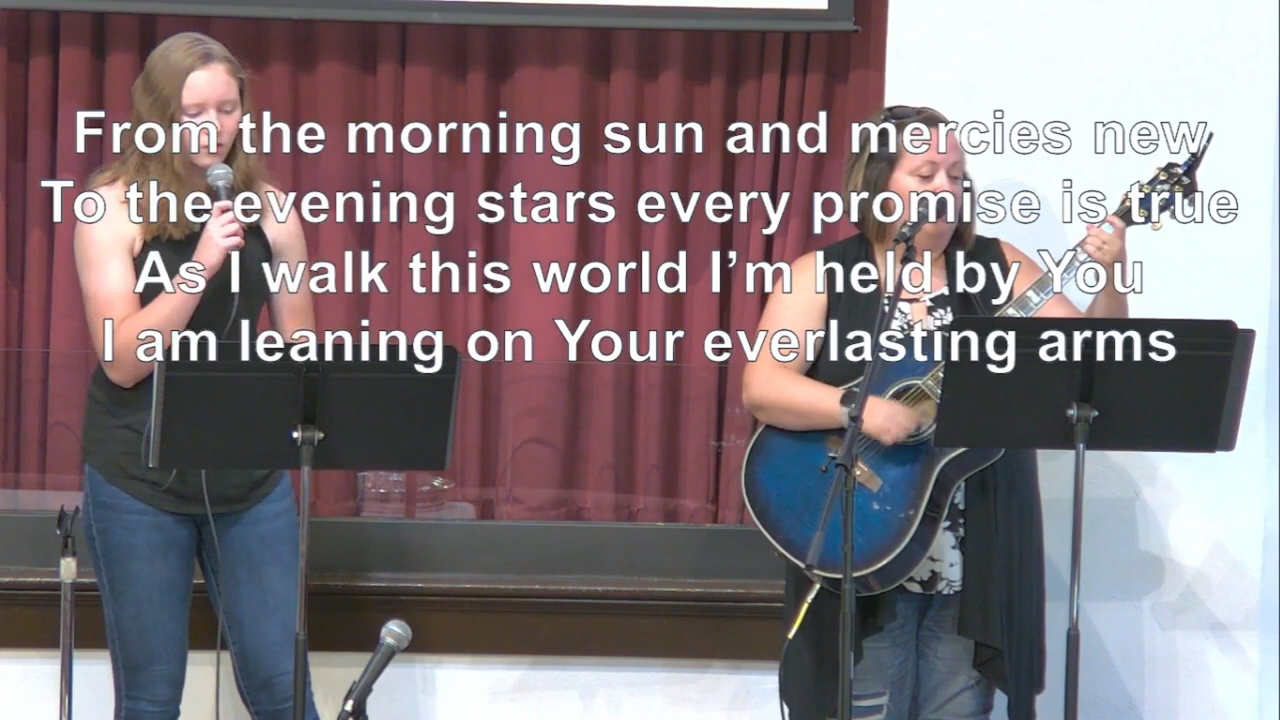 From the morning sun and mercies new
To the evening stars every promise is true
As I walk this world I’m held by You
I am leaning on Your everlasting arms